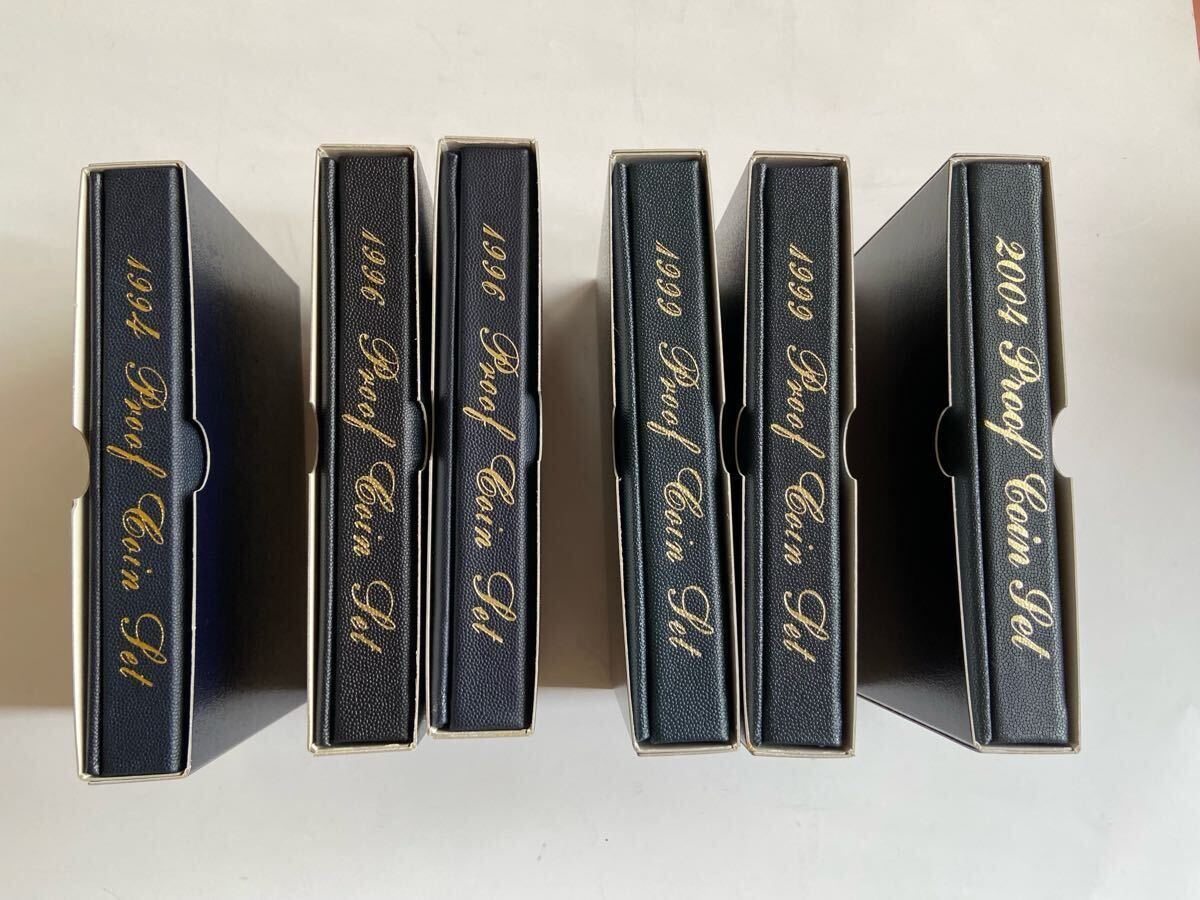 1994 Proof Coin Set
1996 Proof Coin Set
1996 Proof Coin Set
1999 Proof Coin Set
1999 Proof Coin Set
2004 Proof Coin Set